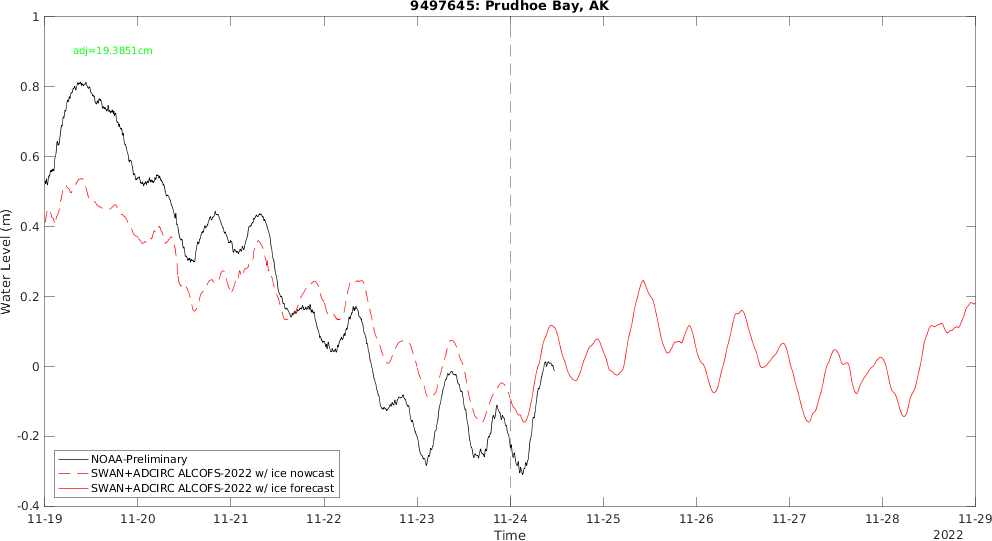 9497645: Prudhoe Bay, AK
adj=19.3851cm
Water Level (m)
1
0.8
0.6
0.4
0.2
0
-0.2
-0.4
NOAA-Preliminary
SWAN+ADCIRC ALCOFS-2022 w/ ice nowcast
SWAN+ADCIRC ALCOFS-2022 w/ ice forecast
11-19 11-20 11-21 11-22 11-23 11-24 11-25 11-26 11-27 11-28 11-29
Time
2022